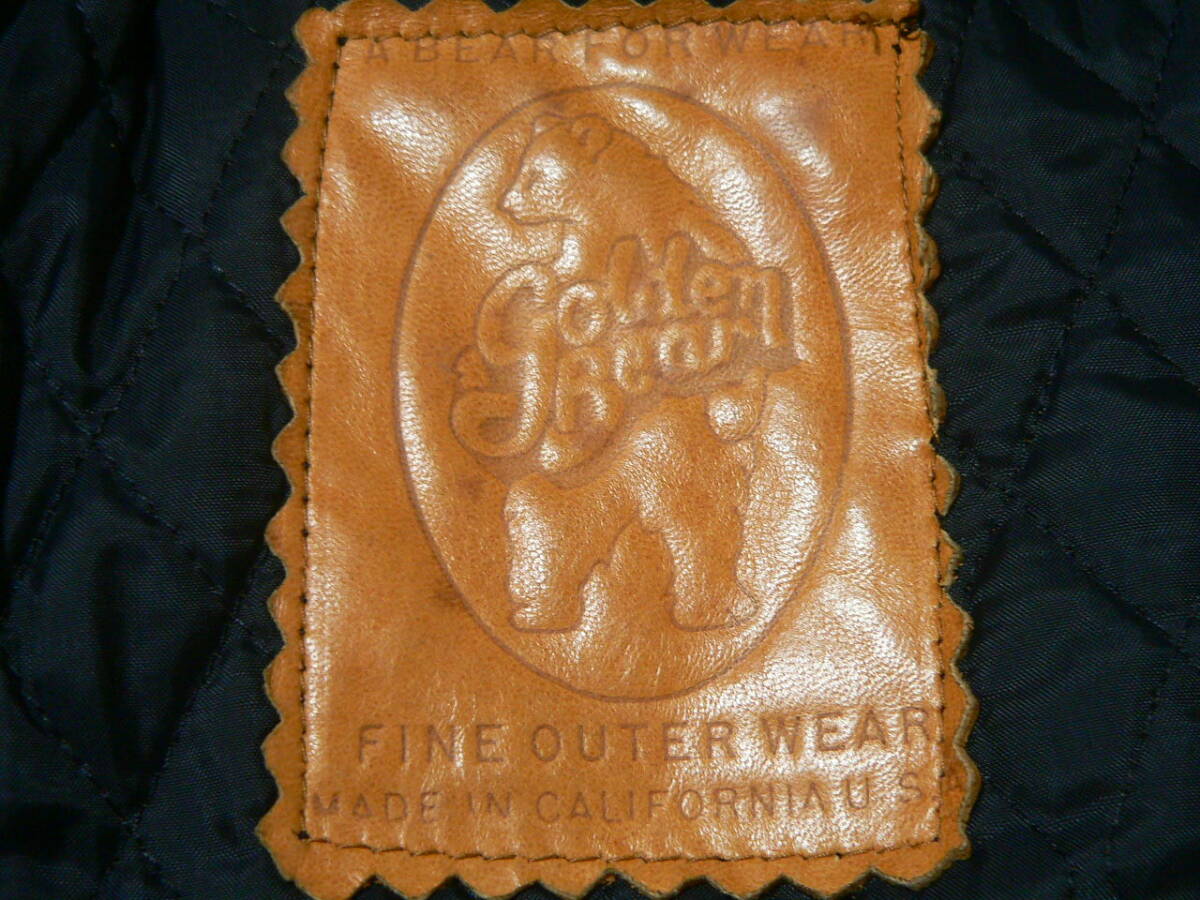 A BEAR FOR WEAR
Golden
Bear
FINE OUTER WEAR
MADE IN CALIFORNIA U S A